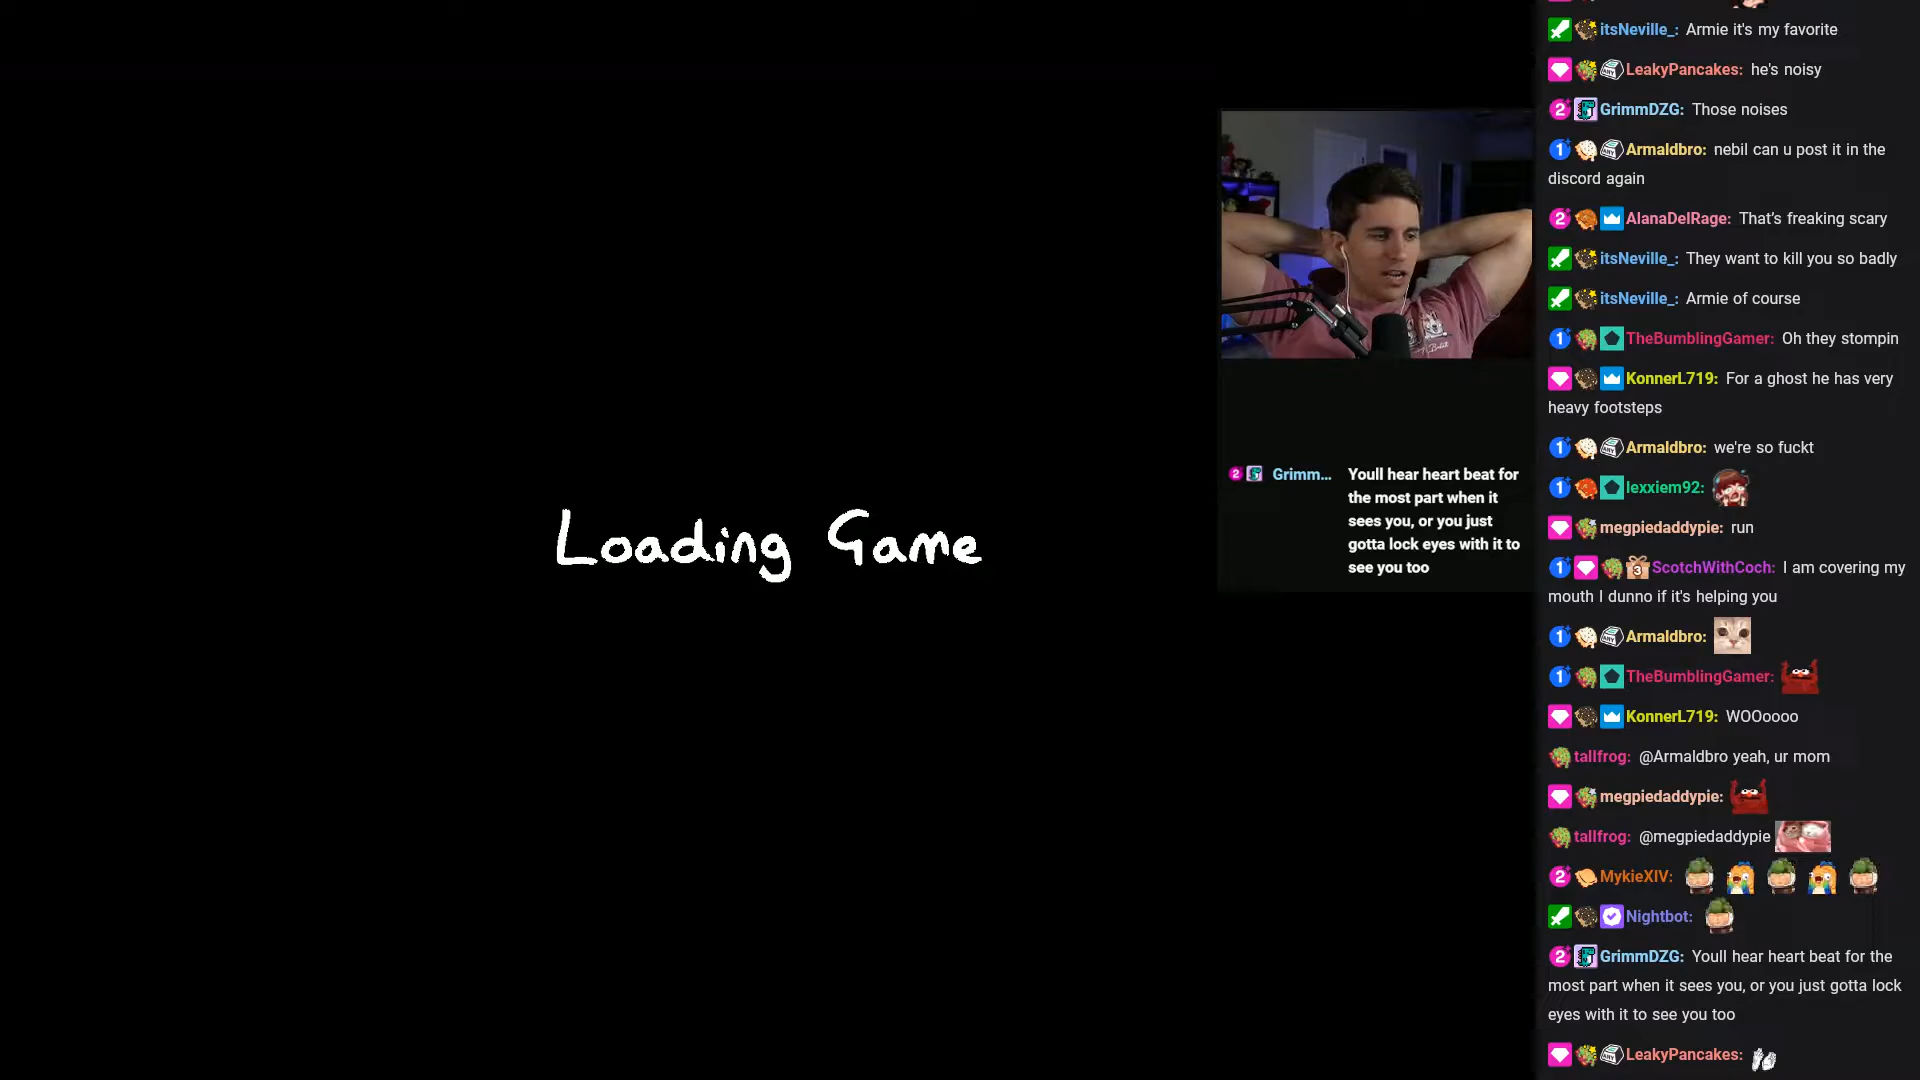 itsNeville_: Armie it's my favorite
LeakyPancakes: he's noisy
GrimmDZG: Those noises
Armaldbro: nebil can u post it in the
discord again
AlanaDelRage: That's freaking scary
itsNeville_: They want to kill you so badly
itsNeville_: Armie of course
TheBumblingGamer: Oh they stompin
KonnerL719: For a ghost he has very
heavy footsteps
Armaldbro: we're so fuckt
lexxiem92:
megpiedaddypie: run
ScotchWithCoch: I am covering my
mouth I dunno if it's helping you
Armaldbro:
TheBumblingGamer:
KonnerL719: WOOoooo
tallfrog: @Armaldbro yeah, ur mom
megpiedaddypie:
tallfrog: @megpiedaddypie
MykieXIV:
Nightbot:
GrimmDZG: Youll hear heart beat for the
most part when it sees you, or you just gotta lock
eyes with it to see you too
LeakyPancakes:
Grimm... Youll hear heart beat for
the most part when it
sees you, or you just
gotta lock eyes with it to
see you too
Loading Game